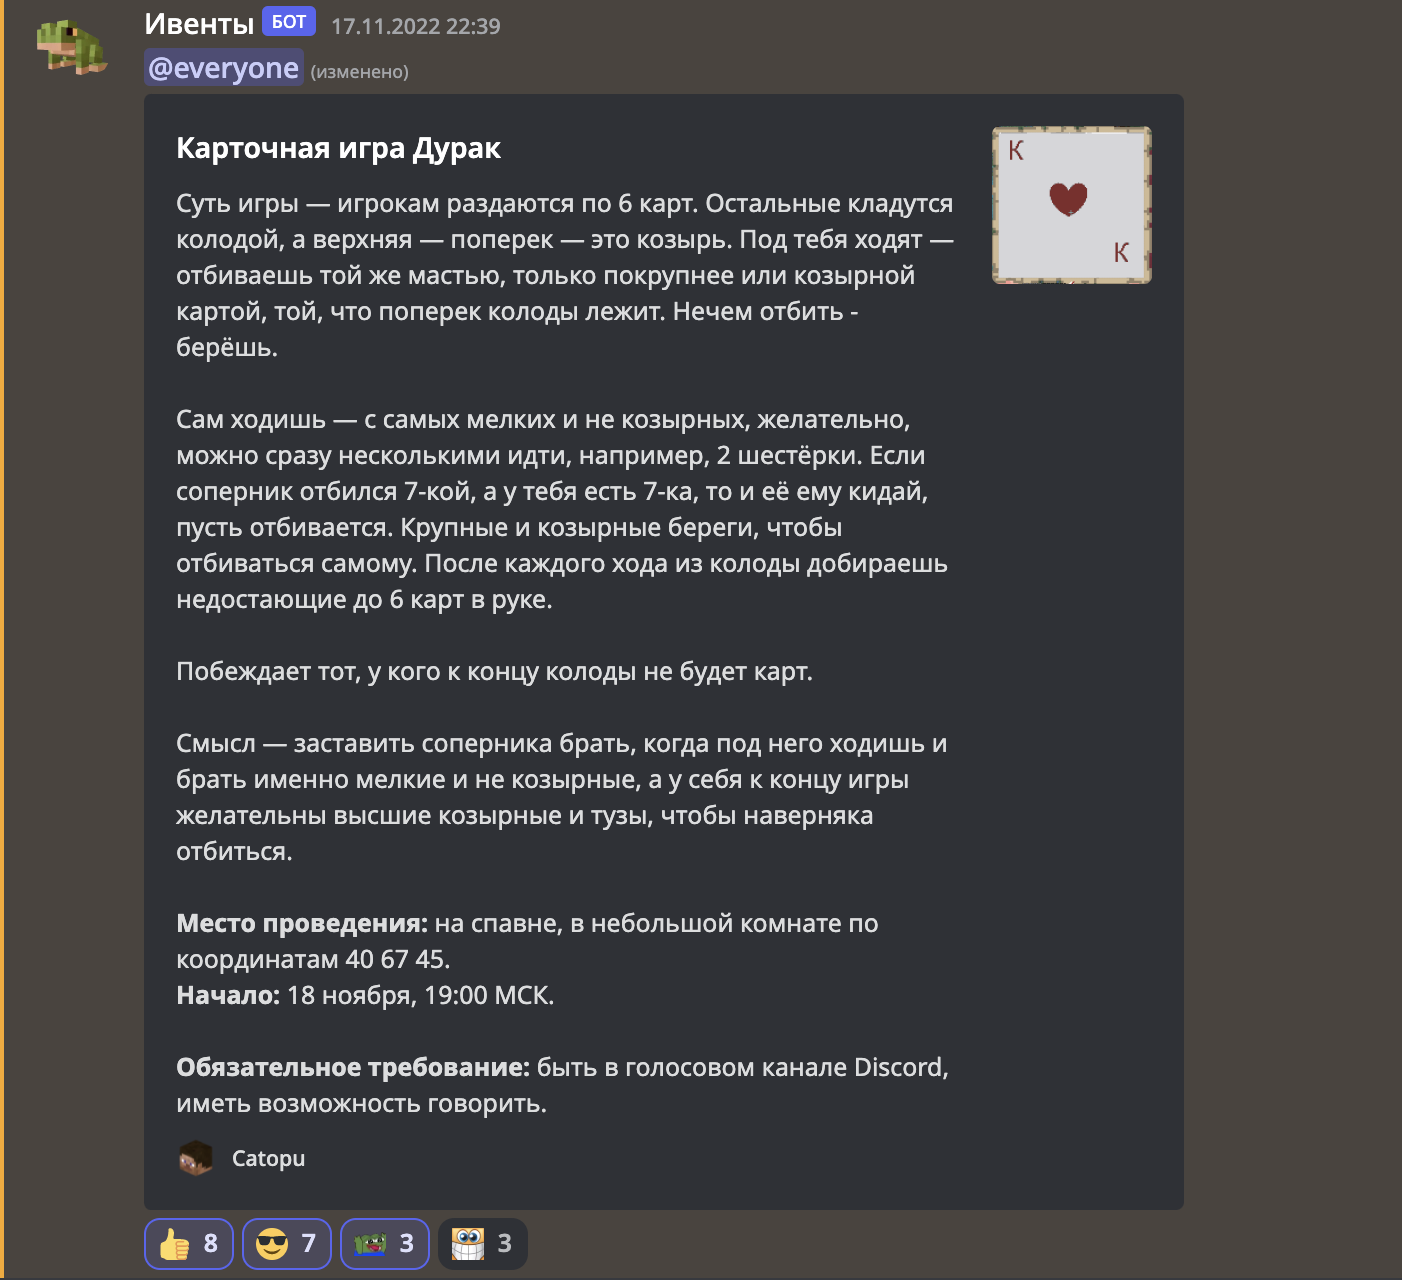 Ивенты БОТ 17.11.2022 22:39
@everyone (изменено)
Карточная игра Дурак
К
К
Суть игры — игрокам раздаются по 6 карт. Остальные кладутся
колодой, а верхняя — поперек — это козырь. Под тебя ходят —
отбиваешь той же мастью, только покрупнее или козырной
картой, той, что поперек колоды лежит. Нечем отбить -
берёшь.
Сам ходишь — с самых мелких и не козырных, желательно,
можно сразу несколькими идти, например, 2 шестёрки. Если
соперник отбился 7-кой, а у тебя есть 7-ка, то и её ему кидай,
пусть отбивается. Крупные и козырные береги, чтобы
отбиваться самому. После каждого хода из колоды добираешь
недостающие до 6 карт в руке.
Побеждает тот, у кого к концу колоды не будет карт.
Смысл — заставить соперника брать, когда под него ходишь и
брать именно мелкие и не козырные, а у себя к концу игры
желательны высшие козырные и тузы, чтобы наверняка
отбиться.
Место проведения: на спавне, в небольшой комнате по
координатам 40 67 45.
Начало: 18 ноября, 19:00 МСК.
Обязательное требование: быть в голосовом канале Discord,
иметь возможность говорить.
Catopu
8 7 3 3